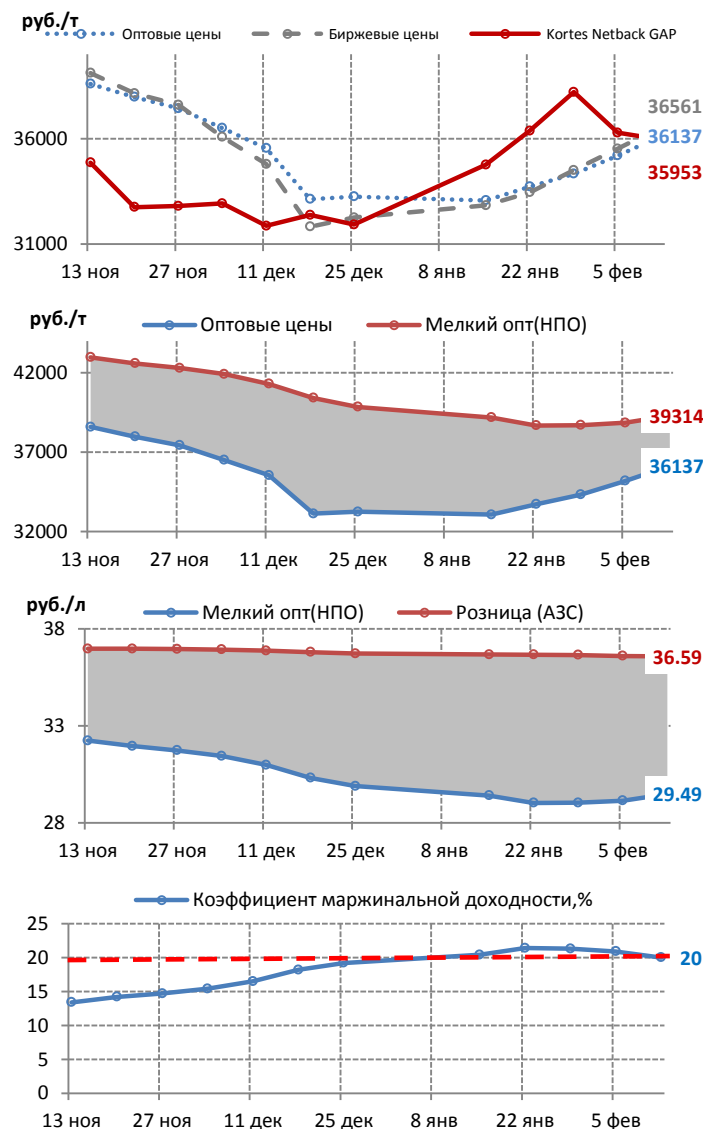 руб./т
Оптовые цены Биржевые цены Kortes Netback GAP
36561
36000
36137
35953
31000
13 ноя 27 ноя 11 дек 25 дек 8 янв 22 янв 5 фев
руб./т
Оптовые цены Мелкий опт(НПО)
42000
39314
37000
36137
32000
13 ноя 27 ноя 11 дек 25 дек 8 янв 22 янв 5 фев
руб./л
Мелкий опт(НПО) Розница (АЗС)
38
36.59
33
29.49
28
13 ноя 27 ноя 11 дек 25 дек 8 янв 22 янв 5 фев
Коэффициент маржинальной доходности,%
25
20 20
15
10
5
0
13 ноя 27 ноя 11 дек 25 дек 8 янв 22 янв 5 фев